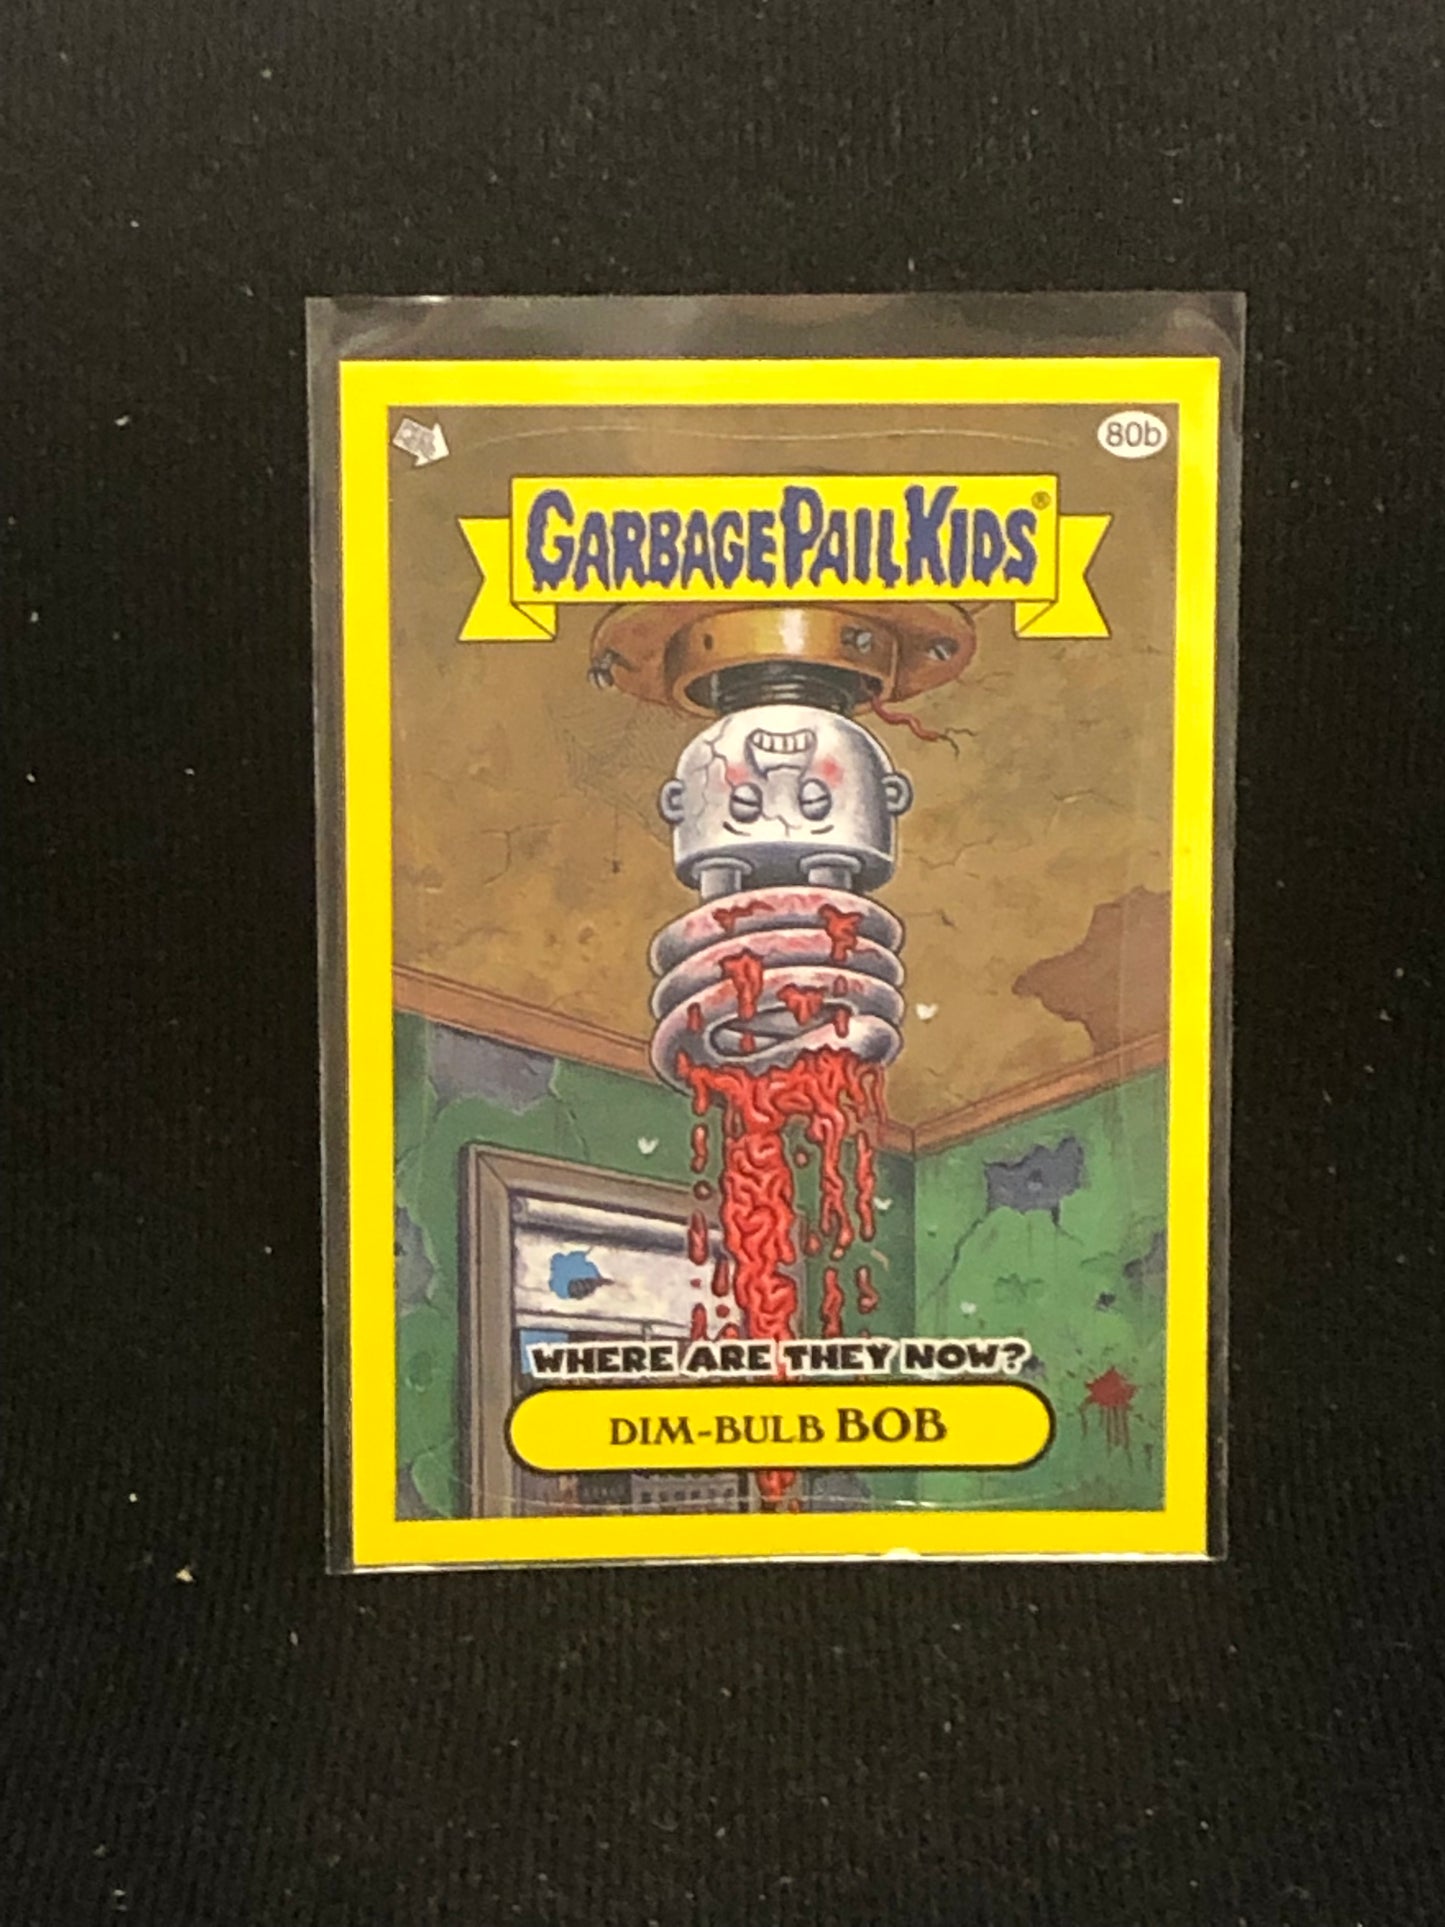 80b
GARBAGE PAIL KIDS®
WHERE ARE THEY NOW?
DIM-BULB BOB